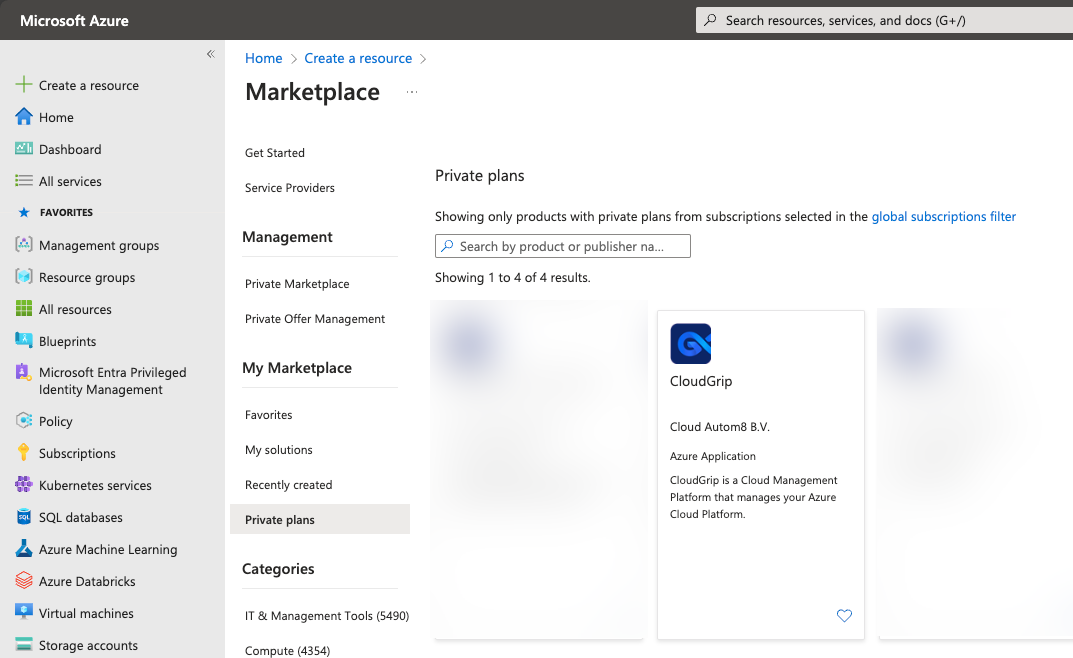 Microsoft Azure
Search resources, services, and docs (G+/)
Create a resource
Home
Dashboard
All services
FAVORITES
Management groups
Resource groups
All resources
Blueprints
Microsoft Entra Privileged
Identity Management
Policy
Subscriptions
Kubernetes services
SQL databases
Azure Machine Learning
Azure Databricks
Virtual machines
Storage accounts
Home > Create a resource >
Marketplace ...
Get Started
Service Providers
Management
Private Marketplace
Private Offer Management
My Marketplace
Favorites
My solutions
Recently created
Private plans
Categories
IT & Management Tools (5490)
Compute (4354)
Private plans
Showing only products with private plans from subscriptions selected in the global subscriptions filter
Search by product or publisher na...
Showing 1 to 4 of 4 results.
CloudGrip
Cloud Autom8 B.V.
Azure Application
CloudGrip is a Cloud Management
Platform that manages your Azure
Cloud Platform.